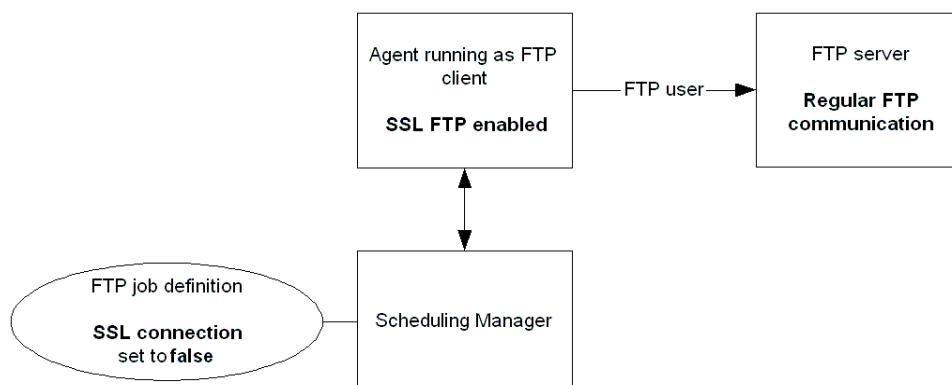 Agent running as FTP
client
SSL FTP enabled
FTP user
FTP server
Regular FTP
communication
FTP job definition
SSL connection
set to false
Scheduling Manager